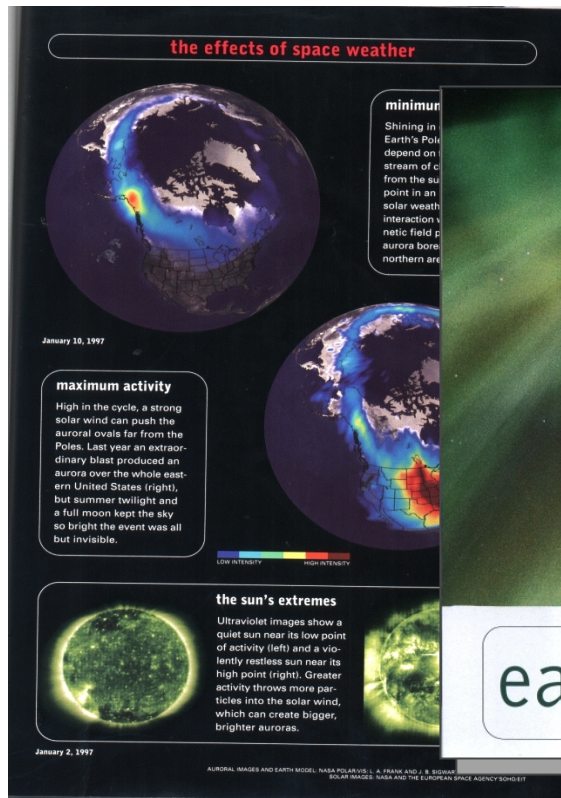 the effects of space weather
minimum
Shining in
Earth's
depend on
stream of
from the
point in an
solar
interaction
netic field
aurora
northern
January 10, 1997
maximum activity
High in the cycle, a strong
solar wind can push the
auroral ovals far from the
Poles. Last year an extraor-
dinary blast produced an
aurora over the whole east-
ern United States (right),
but summer twilight and
a full moon kept the sky
so bright the event was all
but invisible.
LOW INTENSITY HIGH INTENSITY
the sun's extremes
Ultraviolet images show a
quiet sun near its low point
of activity (left) and a vio-
lently restless sun near its
high point (right). Greater
activity throws more par-
ticles into the solar wind,
which can create bigger,
brighter auroras.
January 2, 1997
AURORAL IMAGES AND EARTH MODEL: NASA POLAR/VIS: L. A. FRANK AND J. B.
SOLAR IMAGES: NASA AND THE EUROPEAN SPACE AGENCY SOHO/EIT
ea